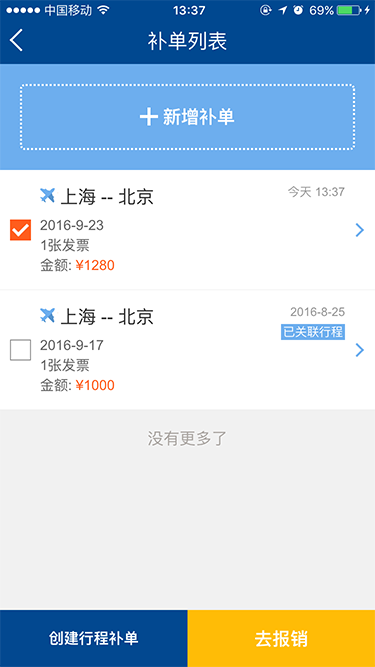 中国移动 13:37 69%
补单列表
新增补单
上海 -- 北京 今天 13:37
2016-9-23
1张发票
金额: ¥1280
上海 -- 北京 2016-8-25
已关联行程
2016-9-17
1张发票
金额: ¥1000
没有更多了
创建行程补单 去报销